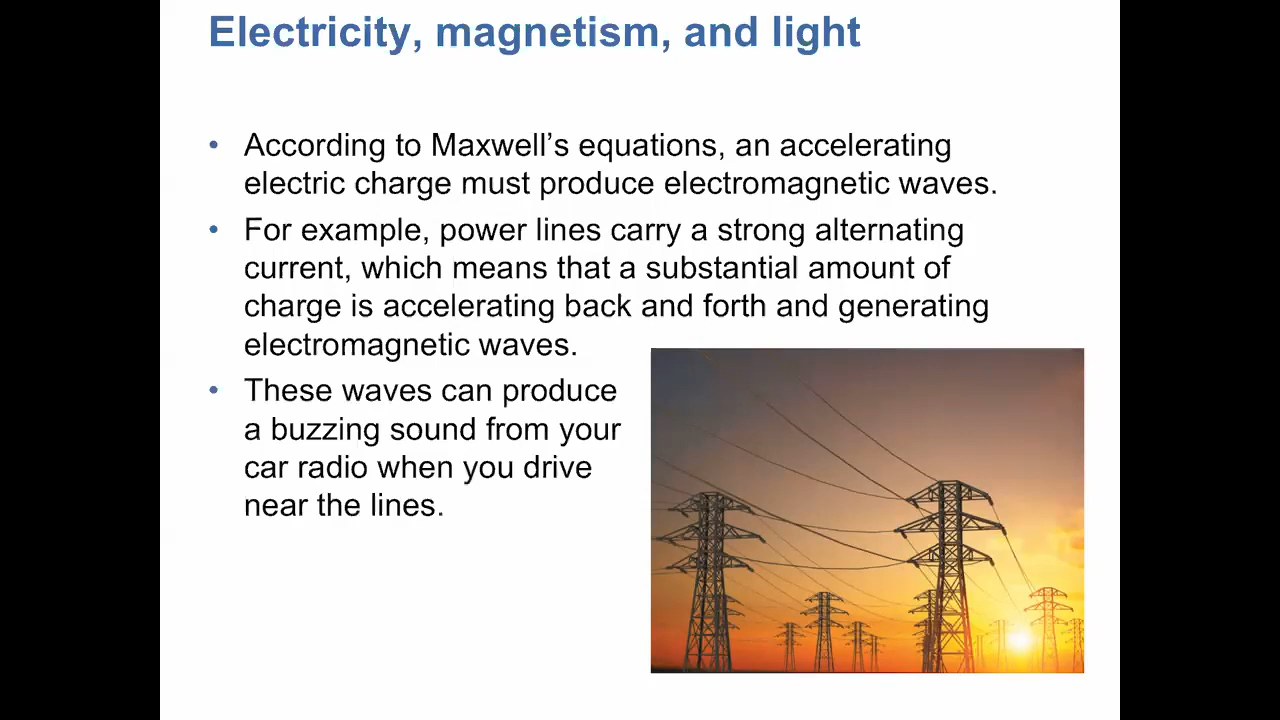 Electricity, magnetism, and light
• According to Maxwell’s equations, an accelerating
electric charge must produce electromagnetic waves.
• For example, power lines carry a strong alternating
current, which means that a substantial amount of
charge is accelerating back and forth and generating
electromagnetic waves.
• These waves can produce
a buzzing sound from your
car radio when you drive
near the lines.